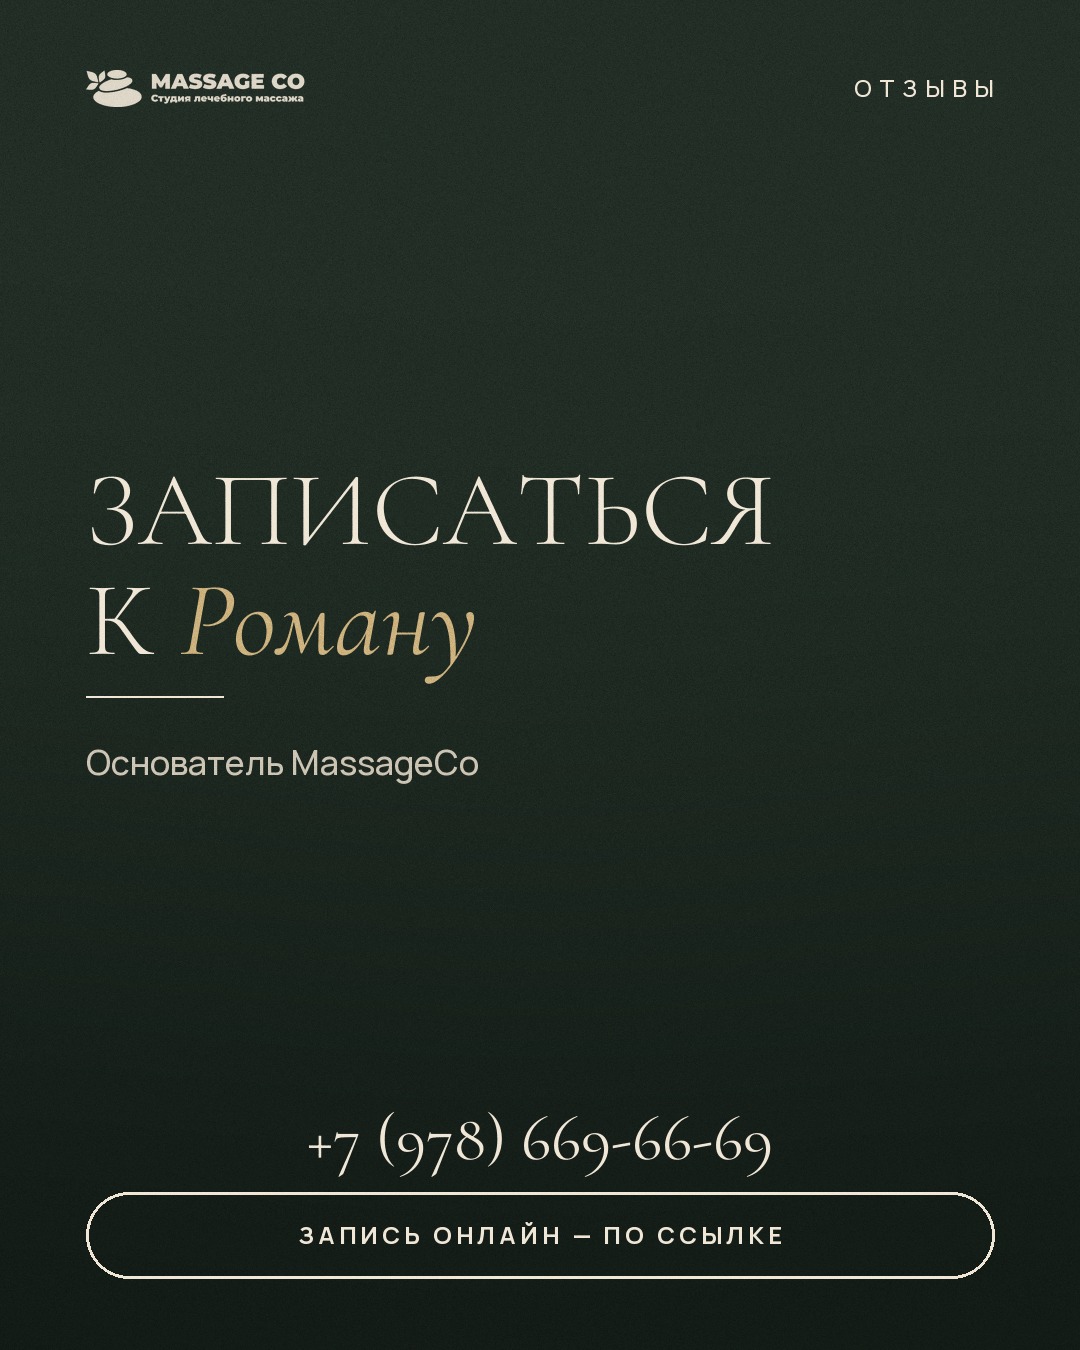 MASSAGE CO
Студия лечебного массажа
ОТЗЫВЫ
ЗАПИСАТЬСЯ
К Роману
Основатель MassageCo
+7 (978) 669-66-69
ЗАПИСЬ ОНЛАЙН — ПО ССЫЛКЕ